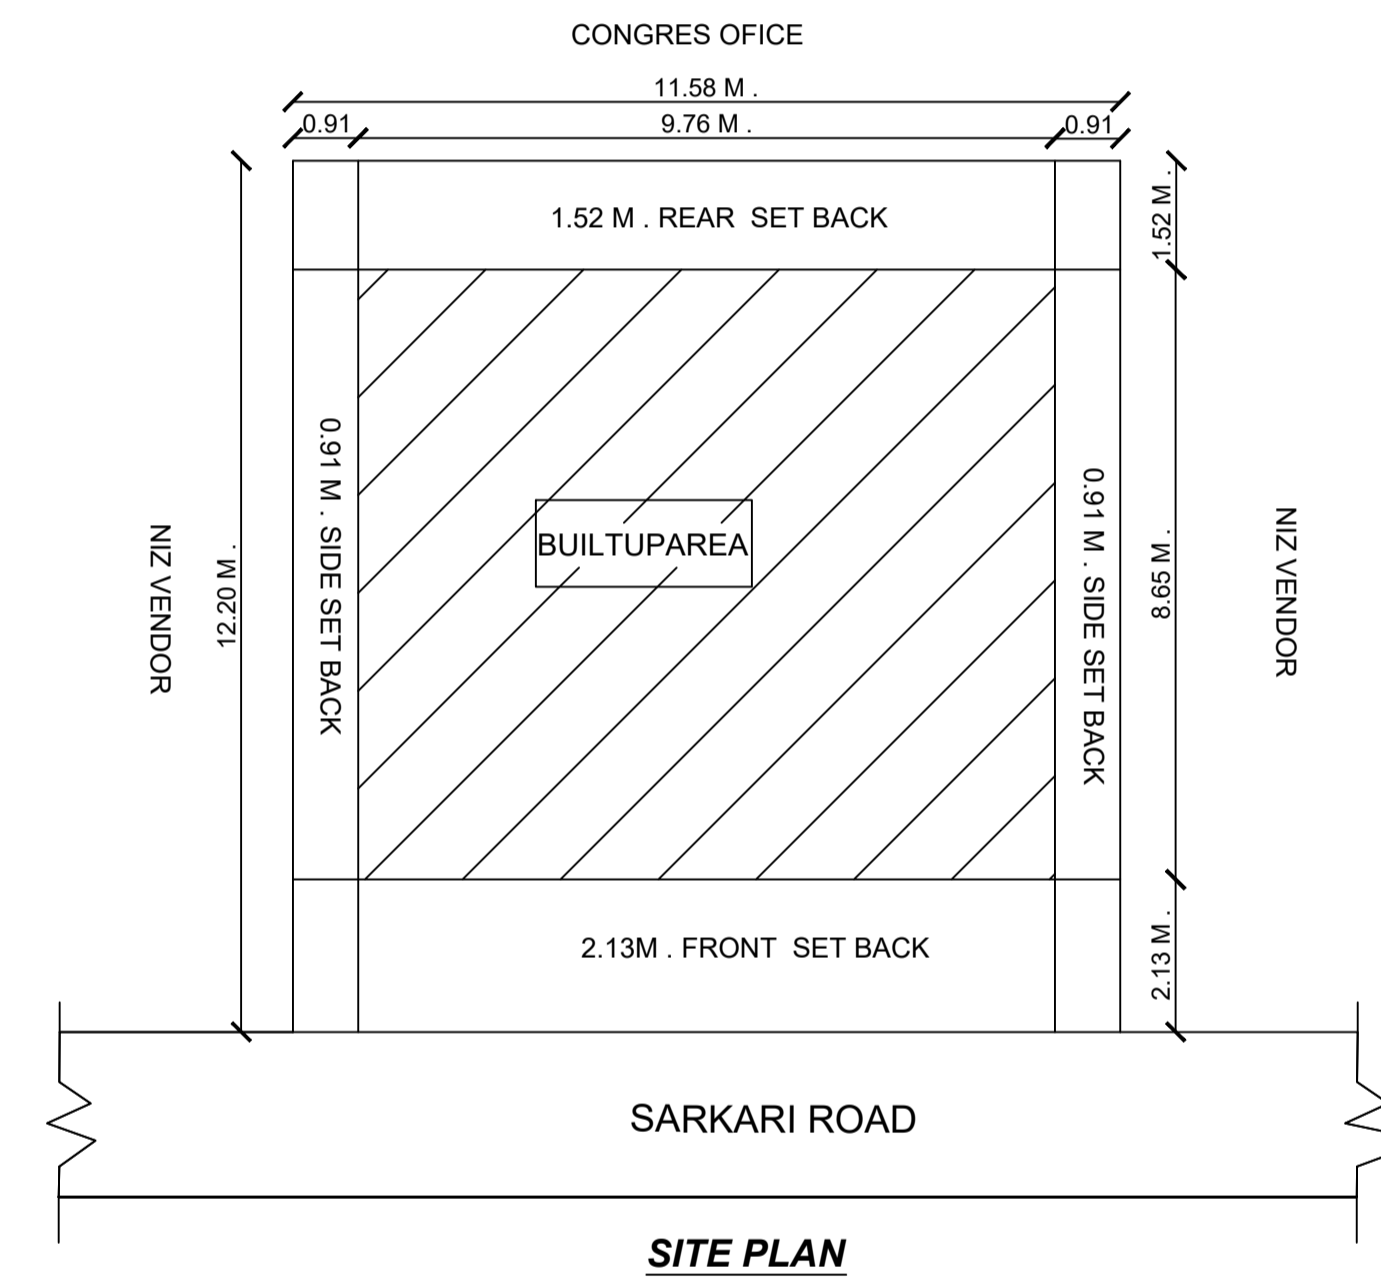 CONGRES OFICE
11.58 M .
0.91
9.76 M .
0.91
1.52 M . REAR SET BACK
1.52 M .
NIZ VENDOR
12.20 M .
0.91 M . SIDE SET BACK
BUILTUPAREA
0.91 M . SIDE SET BACK
8.65 M .
NIZ VENDOR
2.13M . FRONT SET BACK
2.13 M .
SARKARI ROAD
SITE PLAN